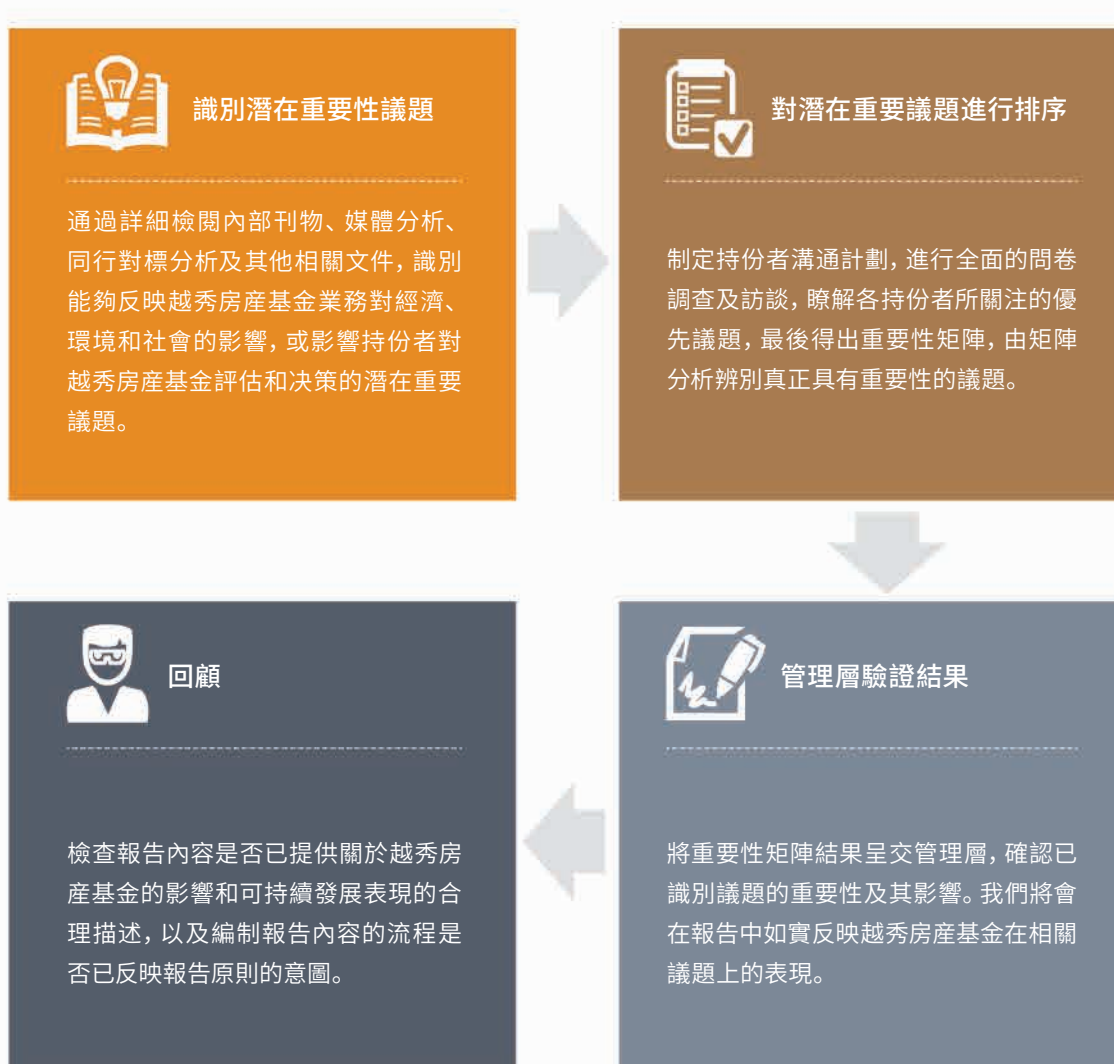 識別潛在重要性議題
通過詳細檢閱內部刊物、媒體分析、
同行對標分析及其他相關文件，識別
能夠反映越秀房産基金業務對經濟、
環境和社會的影響，或影響持份者對
越秀房産基金評估和決策的潛在重要
議題。
對潛在重要議題進行排序
制定持份者溝通計劃，進行全面的問卷
調查及訪談，瞭解各持份者所關注的優
先議題，最後得出重要性矩陣，由矩陣
分析辨別真正具有重要性的議題。
管理層驗證結果
將重要性矩陣結果呈交管理層，確認已
識別議題的重要性及其影響。我們將會
在報告中如實反映越秀房産基金在相關
議題上的表現。
回顧
檢查報告內容是否已提供關於越秀房
産基金的影響和可持續發展表現的合
理描述，以及編制報告內容的流程是
否已反映報告原則的意圖。